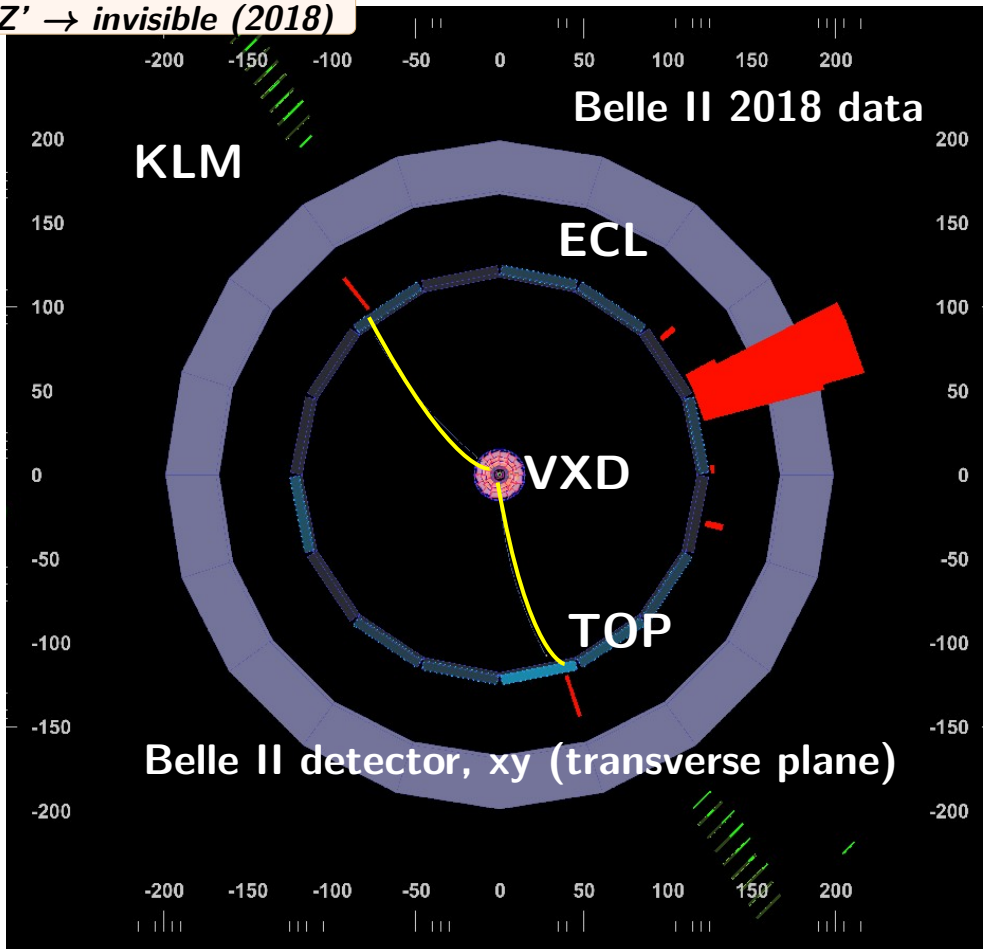 Z’ → invisible (2018)
-200 -150 -100 -50 0 50 100 150 200
Belle II 2018 data
200 200
KLM
150 150
ECL
100 100
50 50
0 VXD 0
-50 -50
TOP
-100 -100
-150 -150
Belle II detector, xy (transverse plane)
-200 -200
-200 -150 -100 -50 0 50 100 150 200